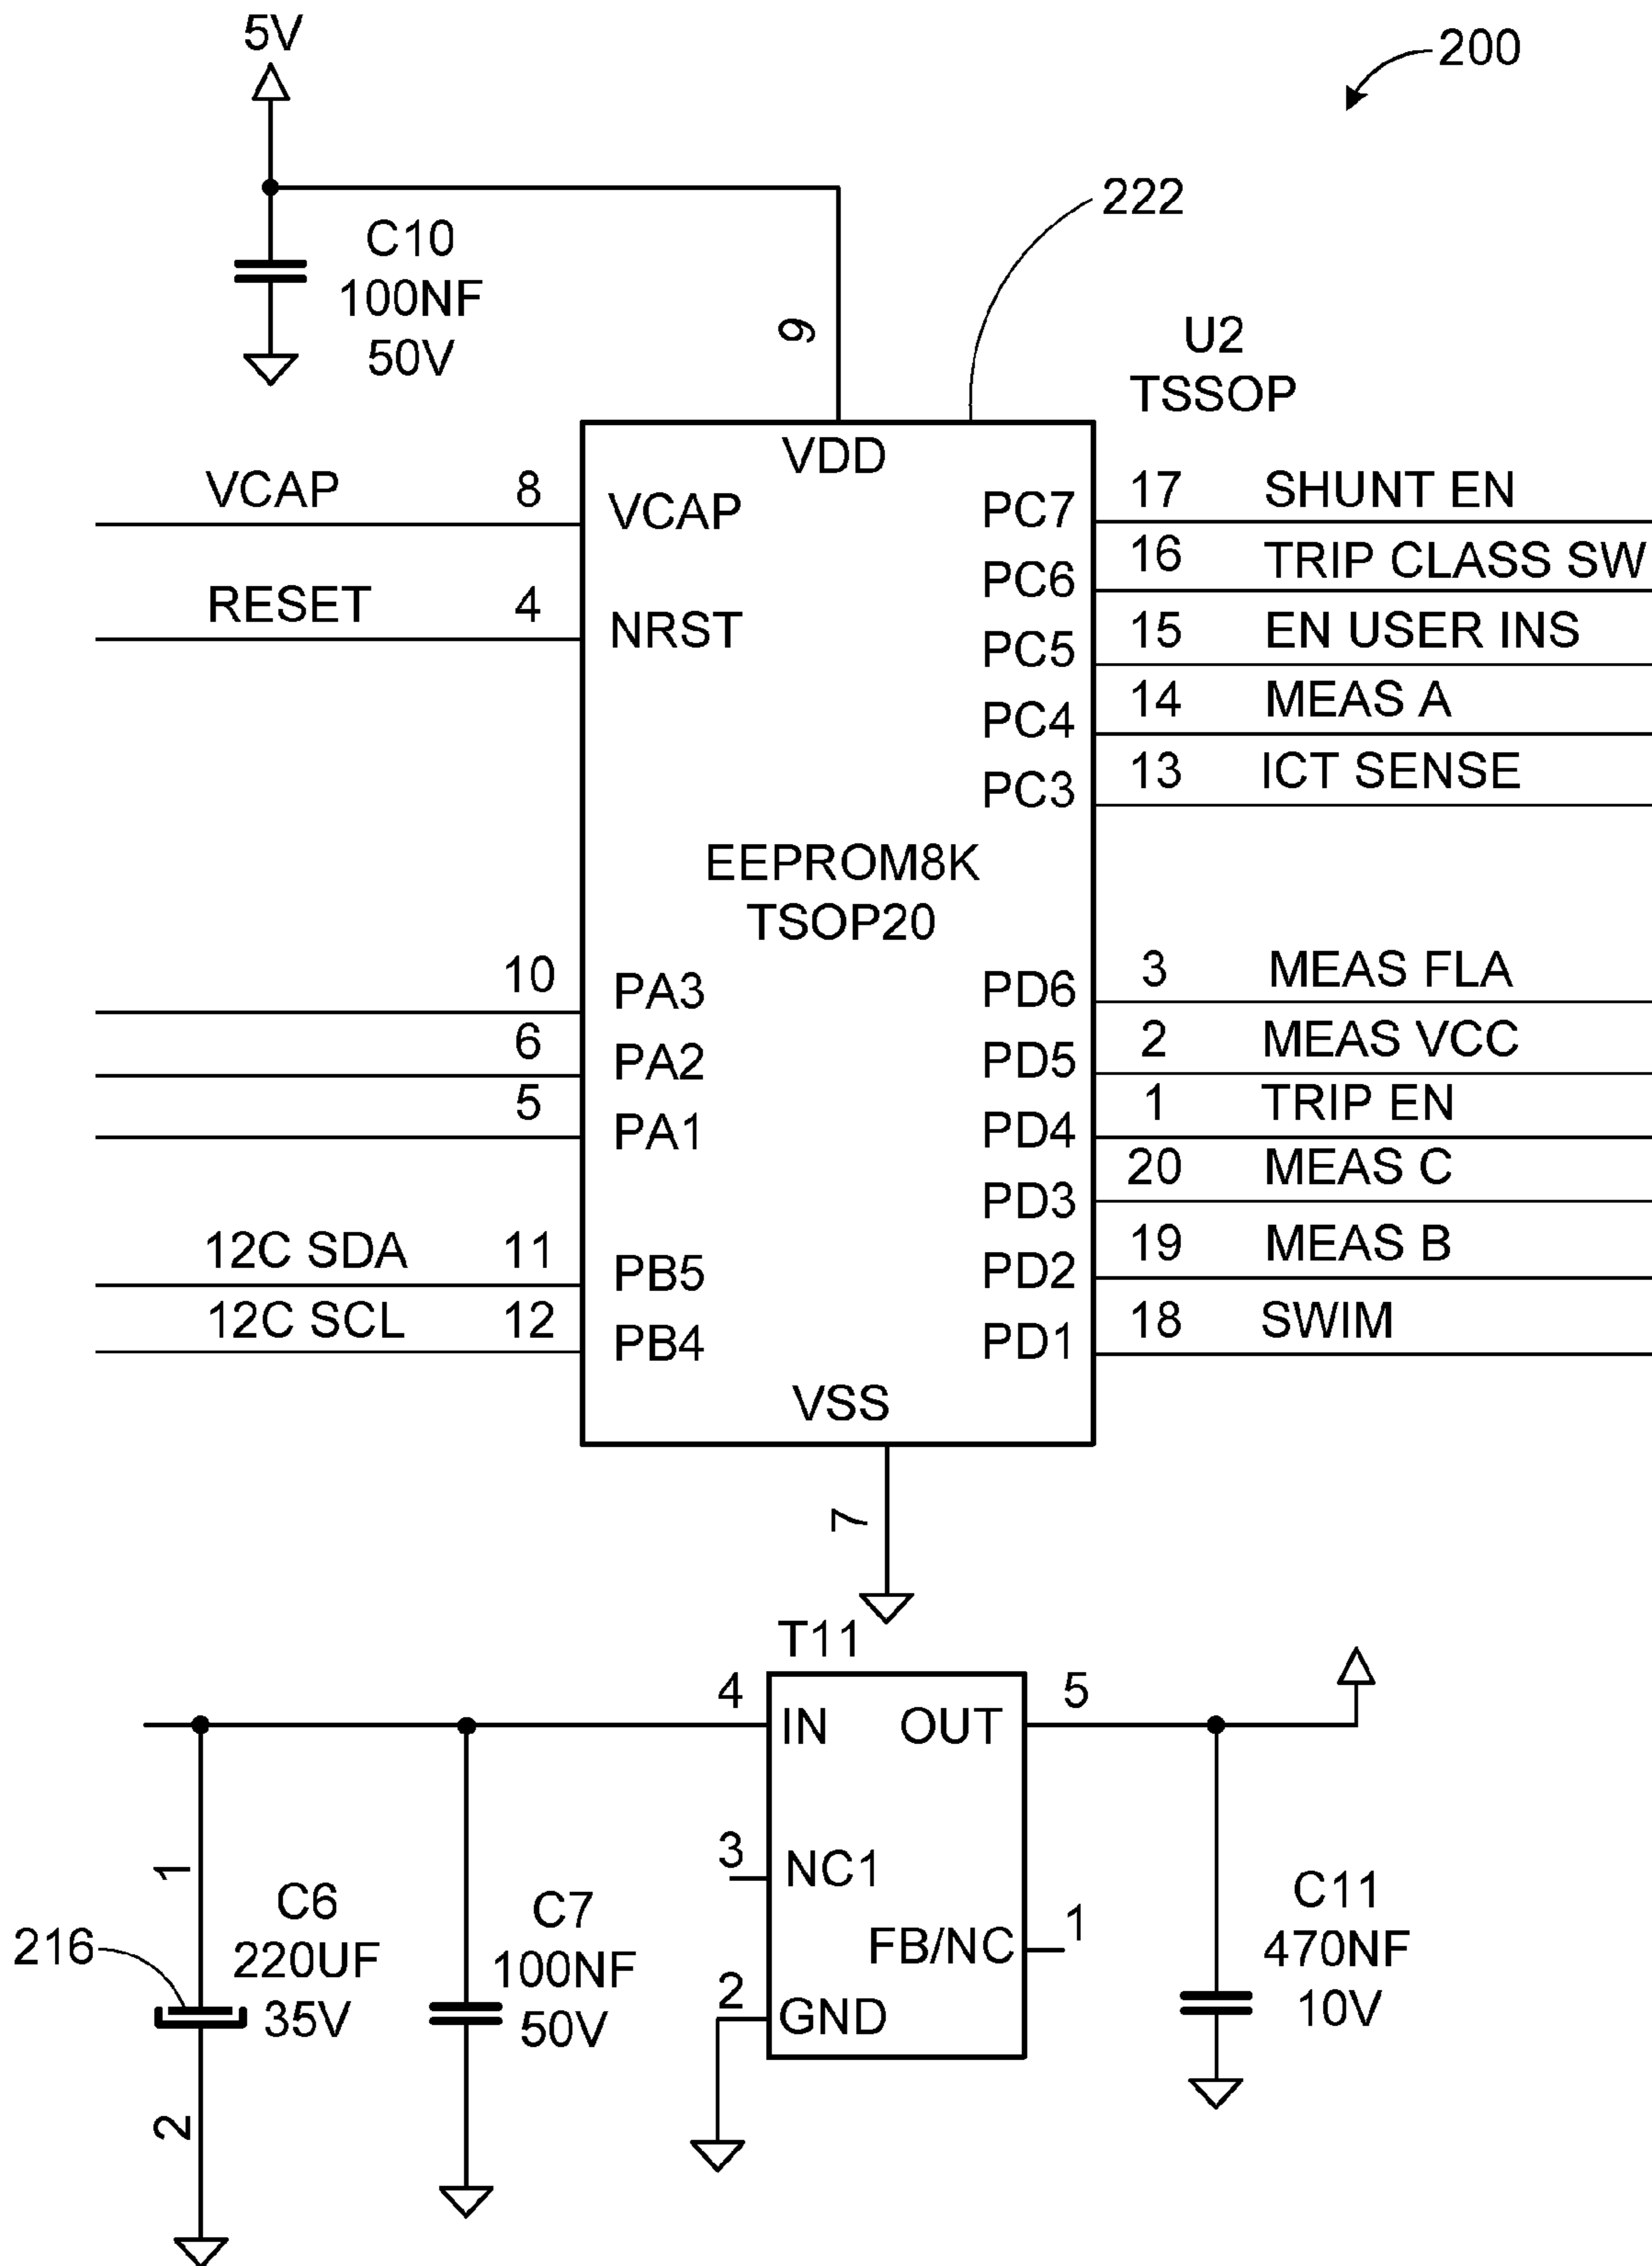 5V
200
222
C10
100NF
50V
9
U2
TSSOP
VDD
VCAP 8 VCAP
RESET 4 NRST
PC7 17 SHUNT EN
PC6 16 TRIP CLASS SW
PC5 15 EN USER INS
PC4 14 MEAS A
PC3 13 ICT SENSE
EEPROM8K
TSOP20
10 PA3
6 PA2
5 PA1
PD6 3 MEAS FLA
PD5 2 MEAS VCC
PD4 1 TRIP EN
PD3 20 MEAS C
PD2 19 MEAS B
PD1 18 SWIM
12C SDA 11 PB5
12C SCL 12 PB4
VSS
7
T11
4 IN
OUT 5
3 NC1
FB/NC 1
2 GND
1
216
C6
220UF
35V
2
C7
100NF
50V
C11
470NF
10V